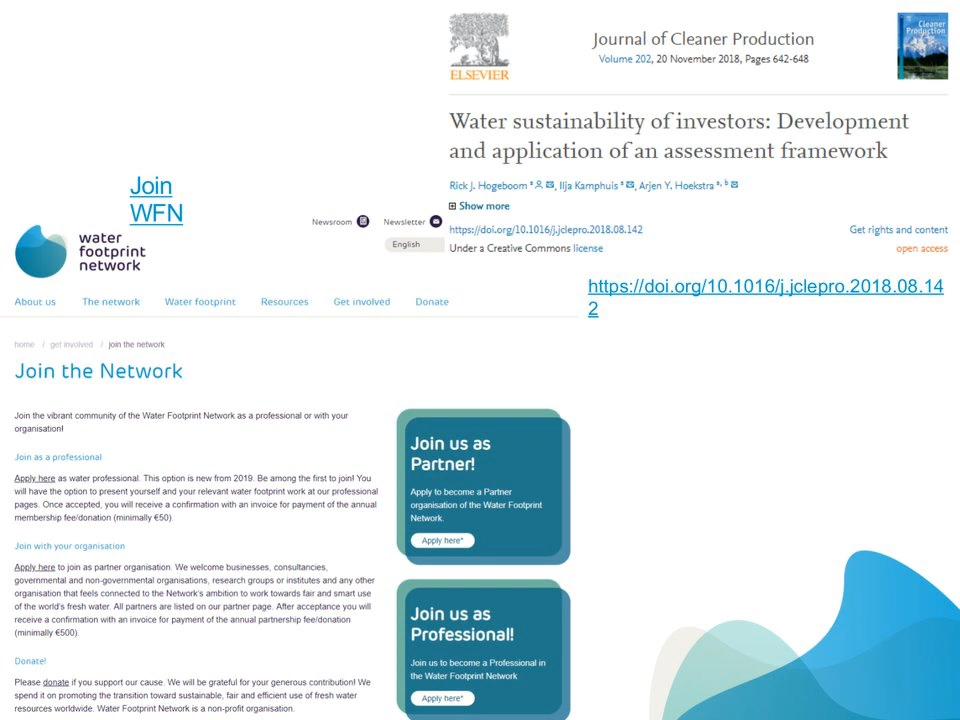 ELSEVIER
Journal of Cleaner Production
Volume 202, 20 November 2018, Pages 642-648
Cleaner
Production
Water sustainability of investors: Development
and application of an assessment framework
Rick J. Hogeboom a, Ilja Kamphuis a, Arjen Y. Hoekstra a, b
Show more
https://doi.org/10.1016/j.jclepro.2018.08.142
Get rights and content
Under a Creative Commons license
open access
https://doi.org/10.1016/j.jclepro.2018.08.14
2
Join
WFN
Newsroom
Newsletter
English
water
footprint
network
About us
The network
Water footprint
Resources
Get involved
Donate
home / get involved / join the network
Join the Network
Join the vibrant community of the Water Footprint Network as a professional or with your
organisation!
Join as a professional
Apply here as water professional. This option is new from 2019. Be among the first to join! You
will have the option to present yourself and your relevant water footprint work at our professional
pages. Once accepted, you will receive a confirmation with an invoice for payment of the annual
membership fee/donation (minimally €50).
Join with your organisation
Apply here to join as partner organisation. We welcome businesses, consultancies,
governmental and non-governmental organisations, research groups or institutes and any other
organisation that feels connected to the Network's ambition to work towards fair and smart use
of the world's fresh water. All partners are listed on our partner page. After acceptance you will
receive a confirmation with an invoice for payment of the annual partnership fee/donation
(minimally €500).
Donate!
Please donate if you support our cause. We will be grateful for your generous contribution! We
spend it on promoting the transition toward sustainable, fair and efficient use of fresh water
resources worldwide. Water Footprint Network is a non-profit organisation.
Join us as
Partner!
Apply to become a Partner
organisation of the Water Footprint
Network.
Apply here*
Join us as
Professional!
Join us to become a Professional in
the Water Footprint Network
Apply here*